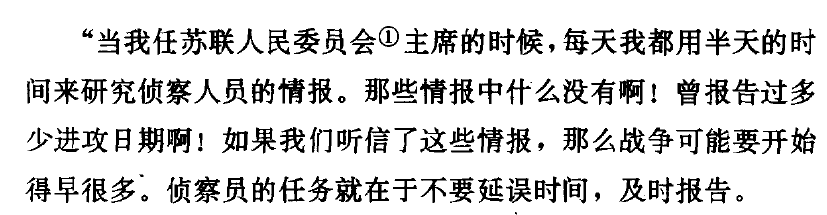 “当我任苏联人民委员会①主席的时候,每天我都用半天的时
间来研究侦察人员的情报。那些情报中什么没有啊!曾报告过多
少进攻日期啊!如果我们听信了这些情报,那么战争可能要开始
得早很多。侦察员的任务就在于不要延误时间,及时报告。